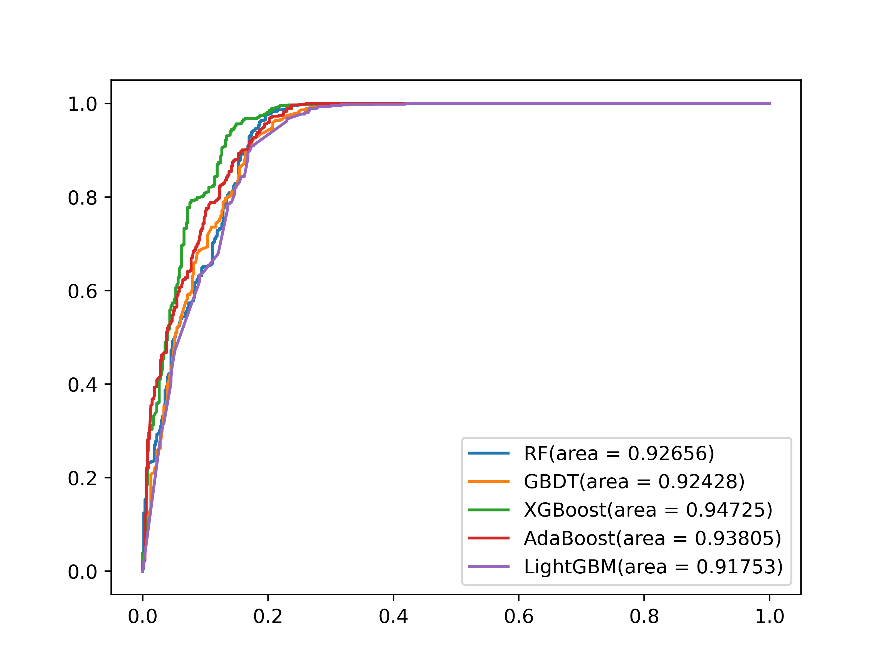 1.0
0.8
0.6
0.4
0.2
0.0
0.0 0.2 0.4 0.6 0.8 1.0
RF(area = 0.92656)
GBDT(area = 0.92428)
XGBoost(area = 0.94725)
AdaBoost(area = 0.93805)
LightGBM(area = 0.91753)